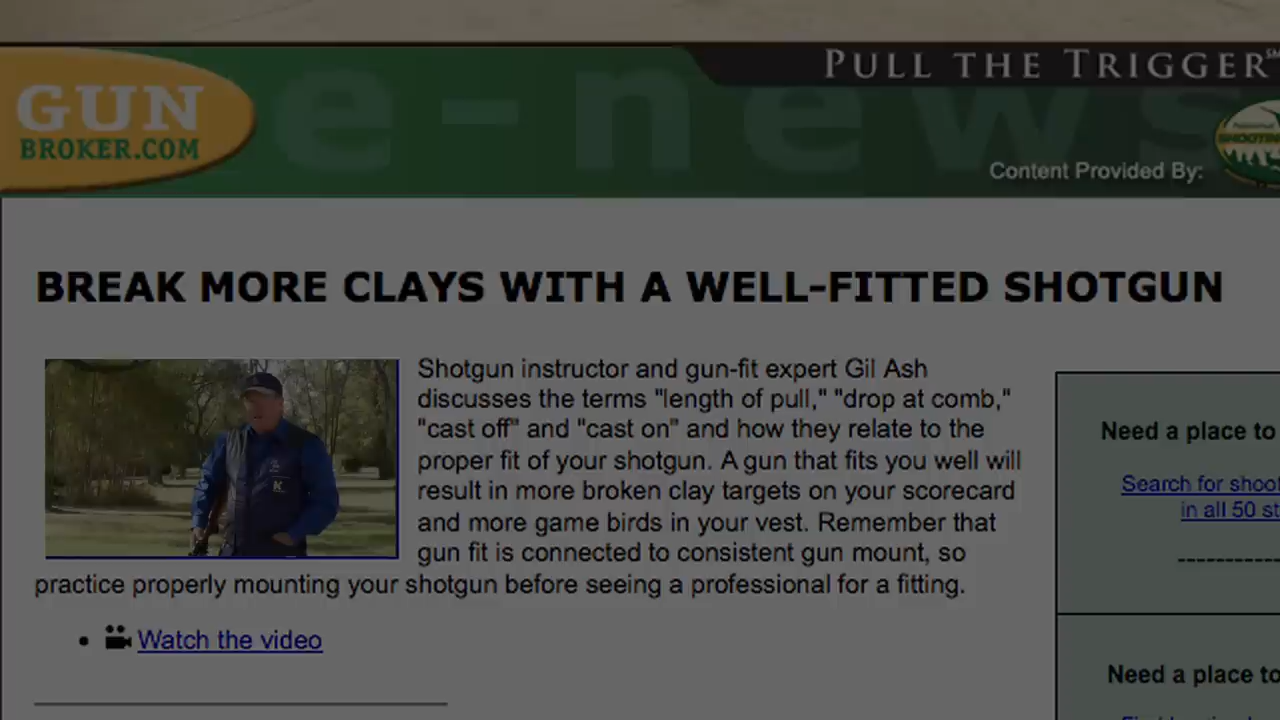 PULL THE TRIGGER℠
GUN
BROKER.COM
e-news
Content Provided By:
BREAK MORE CLAYS WITH A WELL-FITTED SHOTGUN
Shotgun instructor and gun-fit expert Gil Ash
discusses the terms "length of pull," "drop at comb,"
"cast off" and "cast on" and how they relate to the
proper fit of your shotgun. A gun that fits you well will
result in more broken clay targets on your scorecard
and more game birds in your vest. Remember that
gun fit is connected to consistent gun mount, so
practice properly mounting your shotgun before seeing a professional for a fitting.
• Watch the video
Need a place to
Search for shoot
in all 50 st
-----------
Need a place to